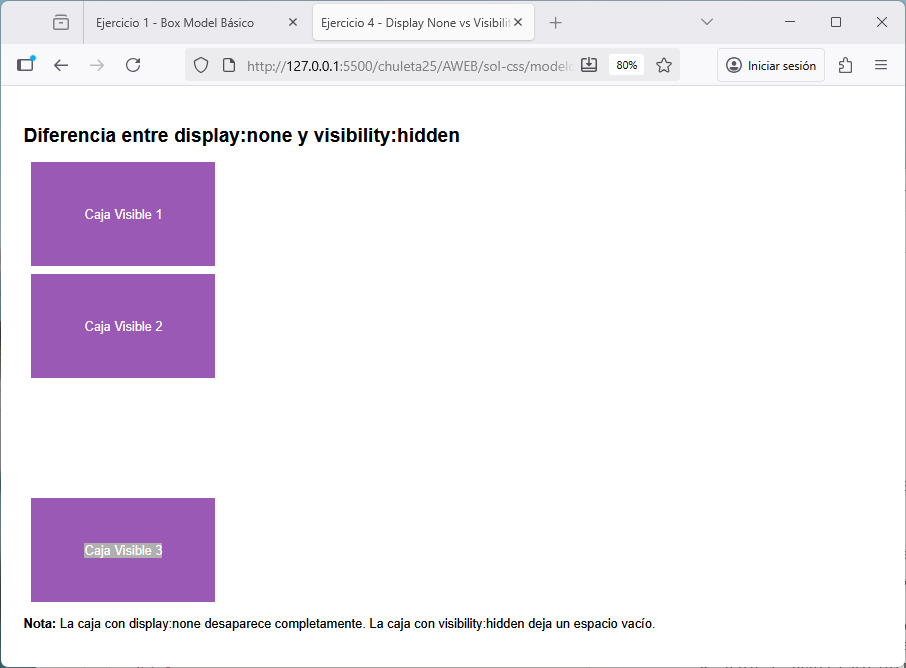 Ejercicio 1 - Box Model Básico
Ejercicio 4 - Display None vs Visibilit
http://127.0.0.1:5500/chuleta25/AWEB/sol-css/modelo
80%
Iniciar sesión
Diferencia entre display:none y visibility:hidden
Caja Visible 1
Caja Visible 2
Caja Visible 3
Nota: La caja con display:none desaparece completamente. La caja con visibility:hidden deja un espacio vacío.